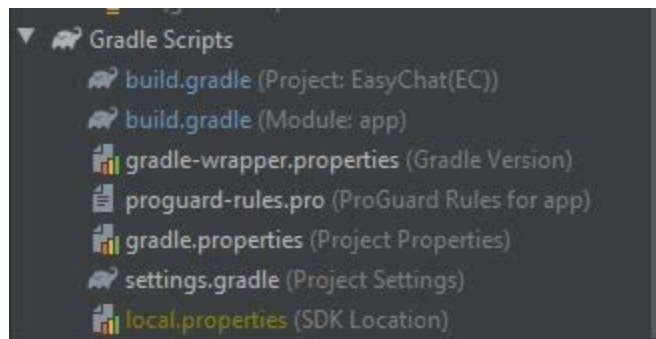 Gradle Scripts
build.gradle (Project: EasyChat(EC))
build.gradle (Module: app)
gradle-wrapper.properties (Gradle Version)
proguard-rules.pro (ProGuard Rules for app)
gradle.properties (Project Properties)
settings.gradle (Project Settings)
local.properties (SDK Location)